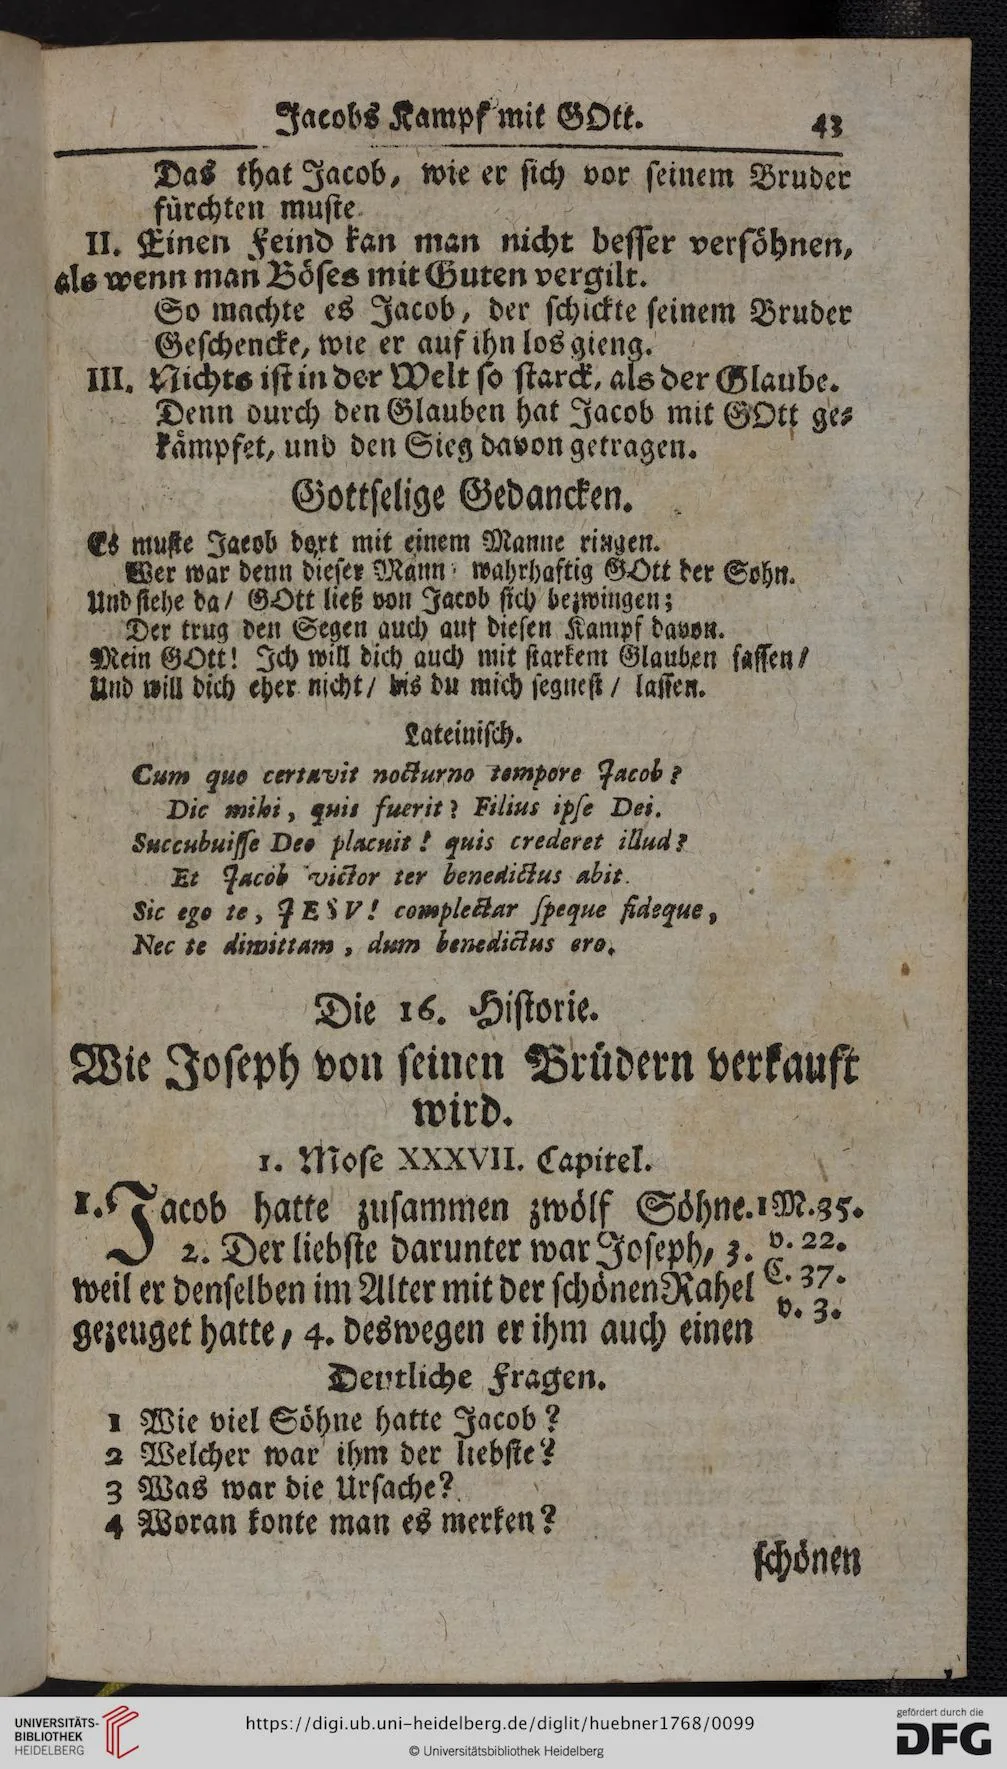 Jacobs Kampf mit GOtt. 43
Das that Jacob, wie er sich vor seinem Bruder
fürchten muste.
II. Einen Feind kan man nicht besser versöhnen,
als wenn man Böses mit Guten vergilt.
So machte es Jacob, der schickte seinem Bruder
Geschencke, wie er auf ihn los gieng.
III. Nichts ist in der Welt so starck, als der Glaube.
Denn durch den Glauben hat Jacob mit GOtt ge-
kämpfet, und den Sieg davon getragen.
Gottselige Gedancken.
Es muste Jacob dort mit einem Manne ringen.
Wer war denn dieser Mann? wahrhaftig GOtt der Sohn.
Und siehe da/ GOtt ließ von Jacob sich bezwingen;
Der trug den Segen auch auf diesen Kampf davon.
Mein GOtt! Ich will dich auch mit starkem Glauben fassen/
Und will dich eher nicht/ bis du mich segnest / lassen.
Lateinisch.
Cum quo certavit nocturno tempore Jacob?
Dic mihi, quis fuerit? Filius ipse Dei.
Succubuisse Deo placuit! quis crederet illud?
Et Jacob victor ter benedictus abit.
Sic ego te, JESV! complectar speque fideque,
Nec te dimittam, dum benedictus ero.
Die 16. Historie.
Wie Joseph von seinen Brüdern verkauft
wird.
1. Mose XXXVII. Capitel.
1. Jacob hatte zusammen zwölf Söhne. 1 M. 35.
2. Der liebste darunter war Joseph, 3. v. 22.
weil er denselben im Alter mit der schönen Rahel C. 37.
gezeuget hatte, 4. deswegen er ihm auch einen v. 3.
Deutliche Fragen.
1 Wie viel Söhne hatte Jacob?
2 Welcher war ihm der liebste?
3 Was war die Ursache?
4 Woran konte man es merken?
schönen
UNIVERSITÄTS-
BIBLIOTHEK
HEIDELBERG
https://digi.ub.uni-heidelberg.de/diglit/huebner1768/0099
© Universitätsbibliothek Heidelberg
gefördert durch die
DFG